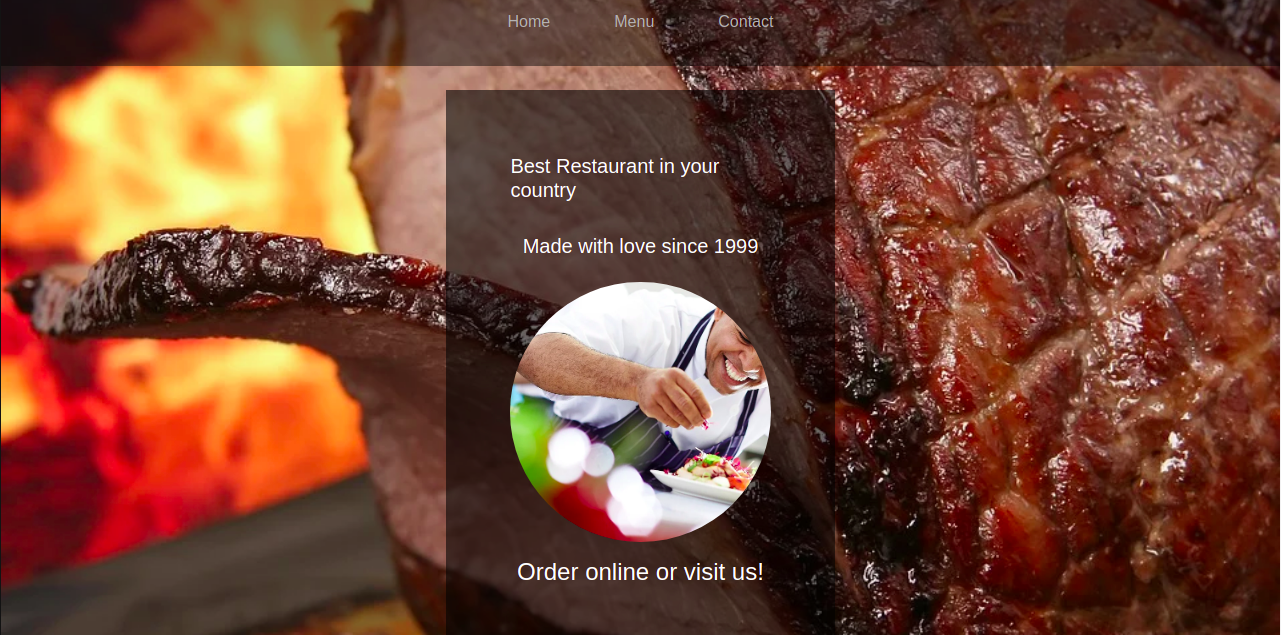 Home Menu Contact
Best Restaurant in your
country
Made with love since 1999
Order online or visit us!